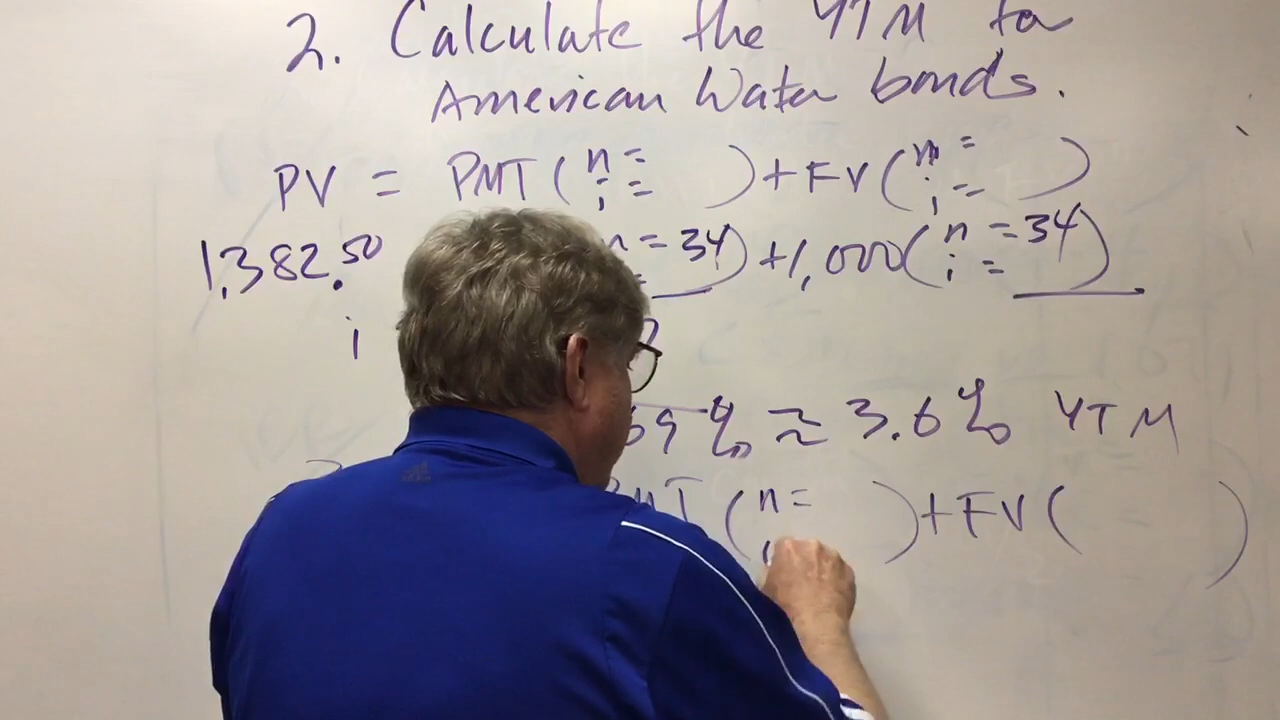 2. Calculate the YTM for
American Water bonds.
PV = PMT ( n = i = ) + FV ( n = i = )
1,382.50 n = 34 ) + 1,000 ( n = 34 i = )
i
69 % ≈ 3.6 % YTM
PMT ( n = ) + FV ( )